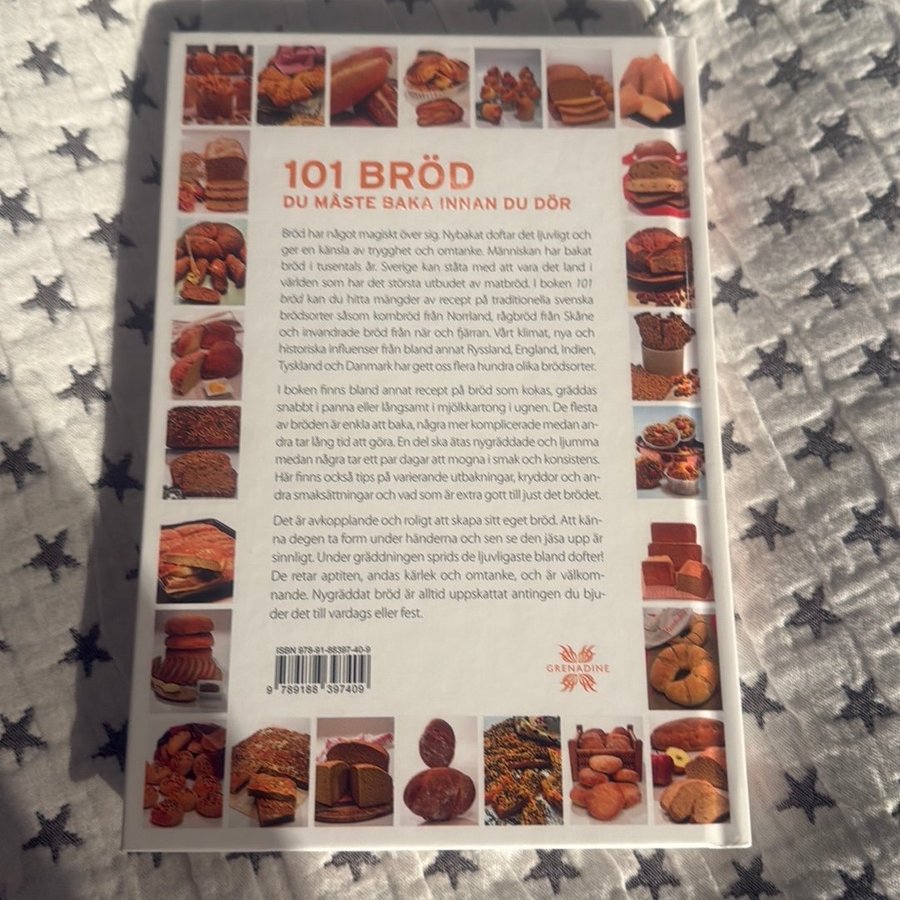 101 BRÖD
DU MÅSTE BAKA INNAN DU DÖR
Bröd har något magiskt över sig. Nybakat doftar det ljuvligt och
ger en känsla av trygghet och omtanke. Människan har bakat
bröd i tusentals år. Sverige kan ståta med att vara det land i
världen som har det största utbudet av matbröd. I boken 101
bröd kan du hitta mängder av recept på traditionella svenska
brödsorter såsom kornbröd från Norrland, rågbröd från Skåne
och invandrade bröd från när och fjärran. Vårt klimat, nya och
historiska influenser från bland annat Ryssland, England, Indien,
Tyskland och Danmark har gett oss flera hundra olika brödsorter.
I boken finns bland annat recept på bröd som kokas, gräddas
snabbt i panna eller långsamt i mjölkkartong i ugnen. De flesta
av bröden är enkla att baka, några mer komplicerade medan an-
dra tar lång tid att göra. En del ska ätas nygräddade och ljumma
medan några tar ett par dagar att mogna i smak och konsistens.
Här finns också tips på varierande utbakningar, kryddor och an-
dra smaksättningar och vad som är extra gott till just det brödet.
Det är avkopplande och roligt att skapa sitt eget bröd. Att kän-
na degen ta form under händerna och sen se den jäsa upp är
sinnligt. Under gräddningen sprids de ljuvligaste bland dofter!
De retar aptiten, andas kärlek och omtanke, och är välkom-
nande. Nygräddat bröd är alltid uppskattat antingen du bju-
der det till vardags eller fest.
ISBN 978-91-88397-40-9
9 789188 397409
GRENADINE